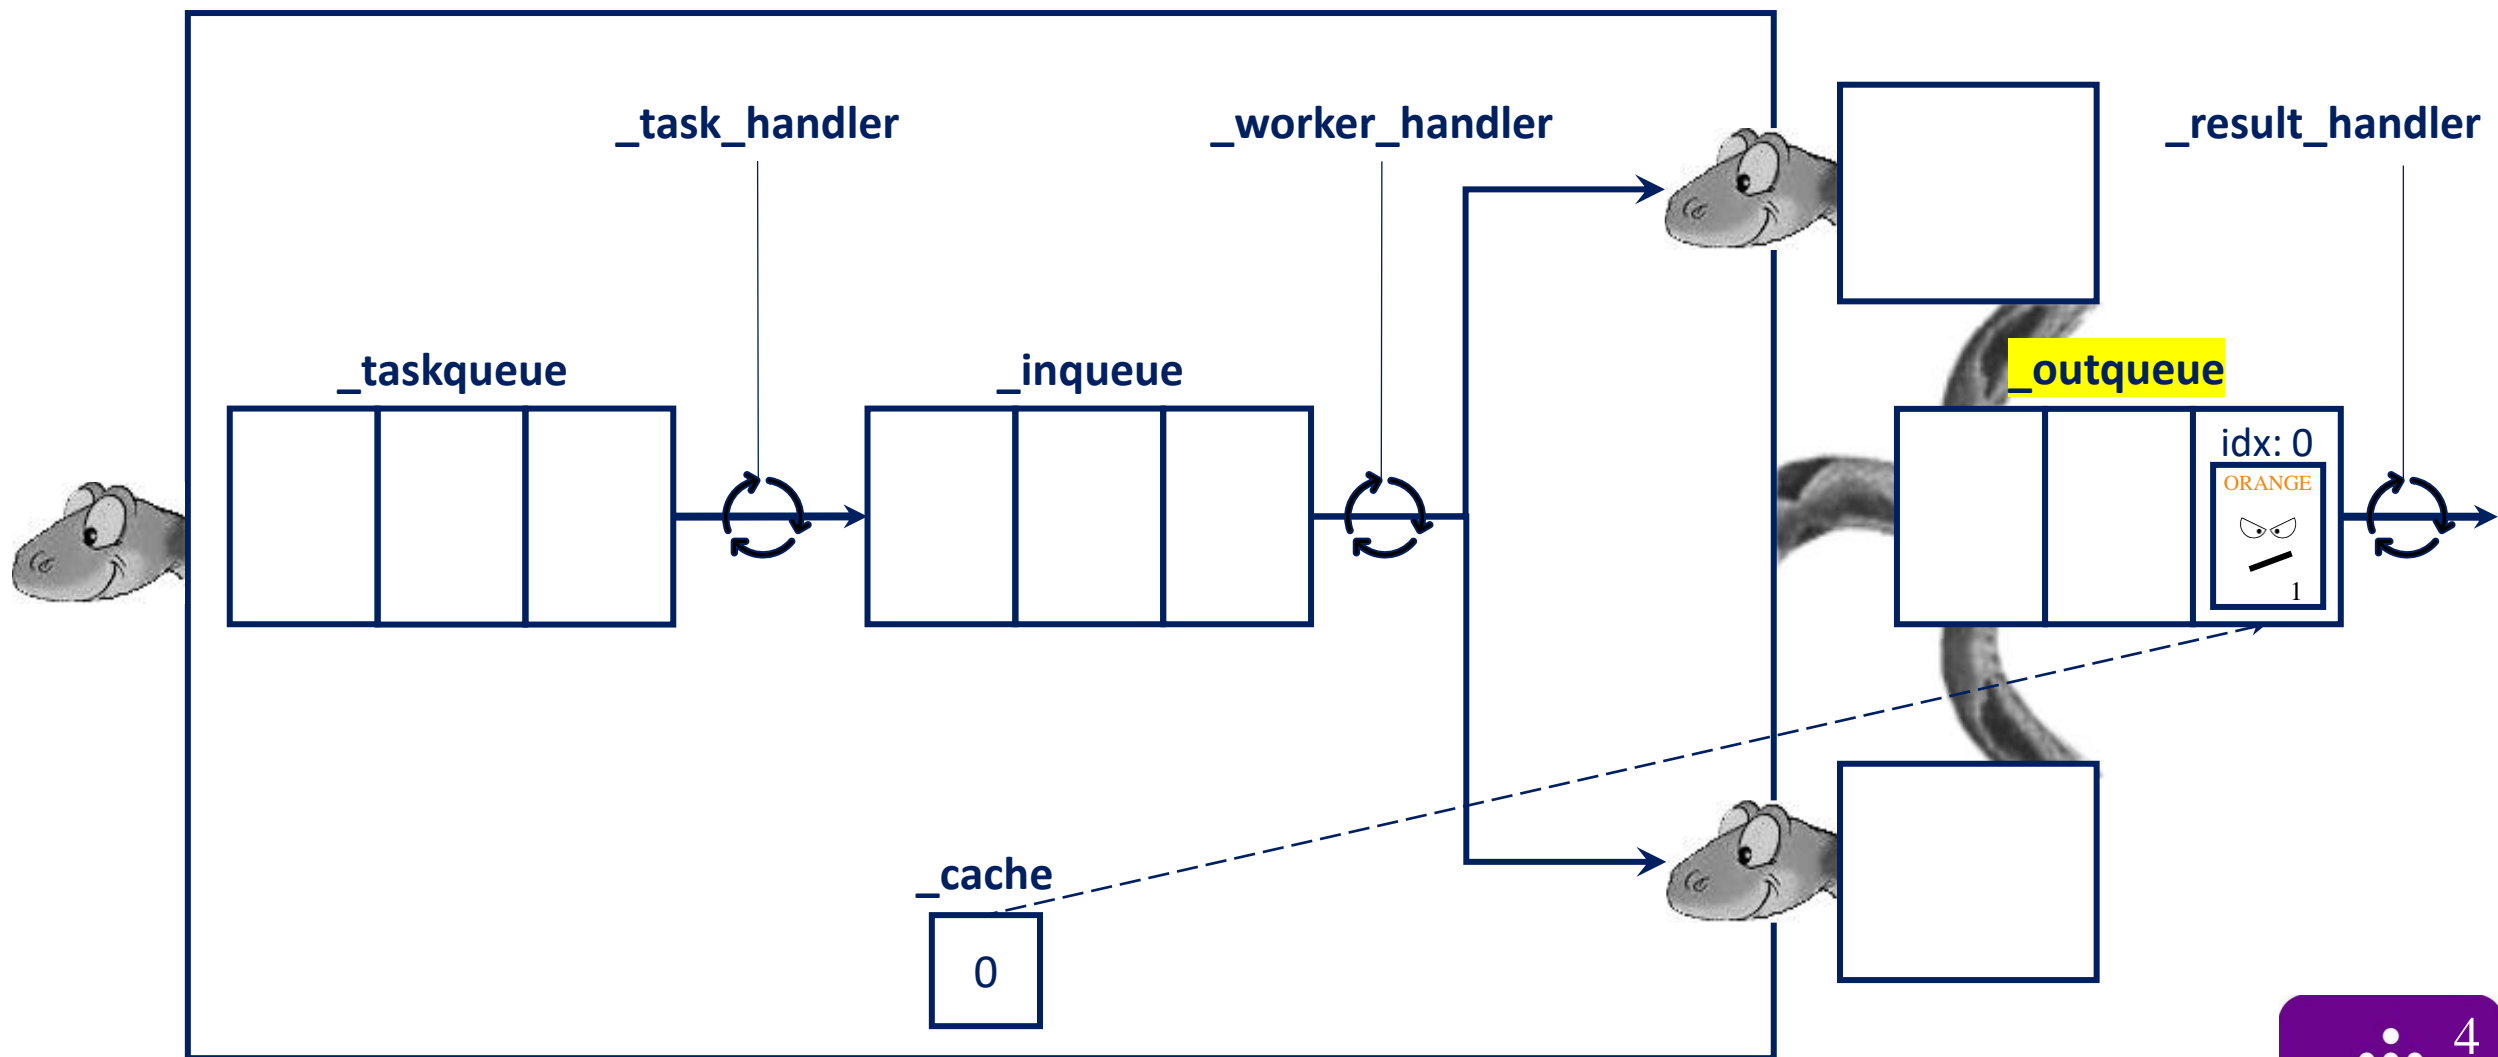 _task_handler
_worker_handler
_result_handler
_taskqueue
_inqueue
_outqueue
idx: 0
ORANGE
1
_cache
0
4